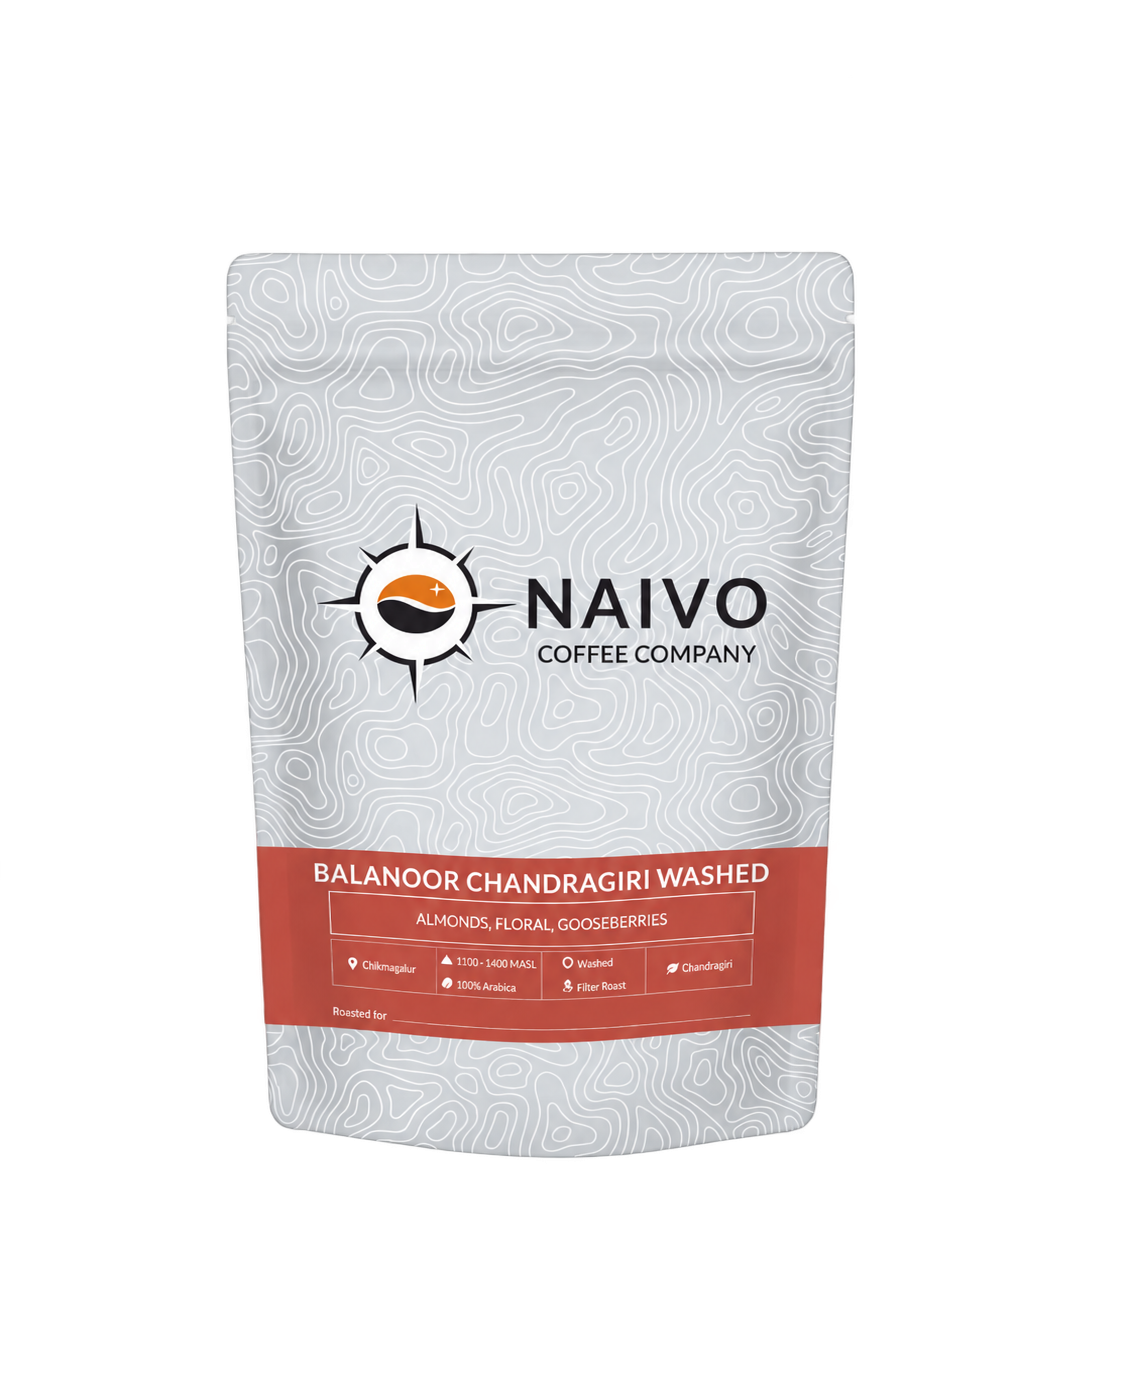 NAIVO
COFFEE COMPANY
BALANOOR CHANDRAGIRI WASHED
ALMONDS, FLORAL, GOOSEBERRIES
Chikmagalur
1100 - 1400 MASL
100% Arabica
Washed
Filter Roast
Chandragiri
Roasted for